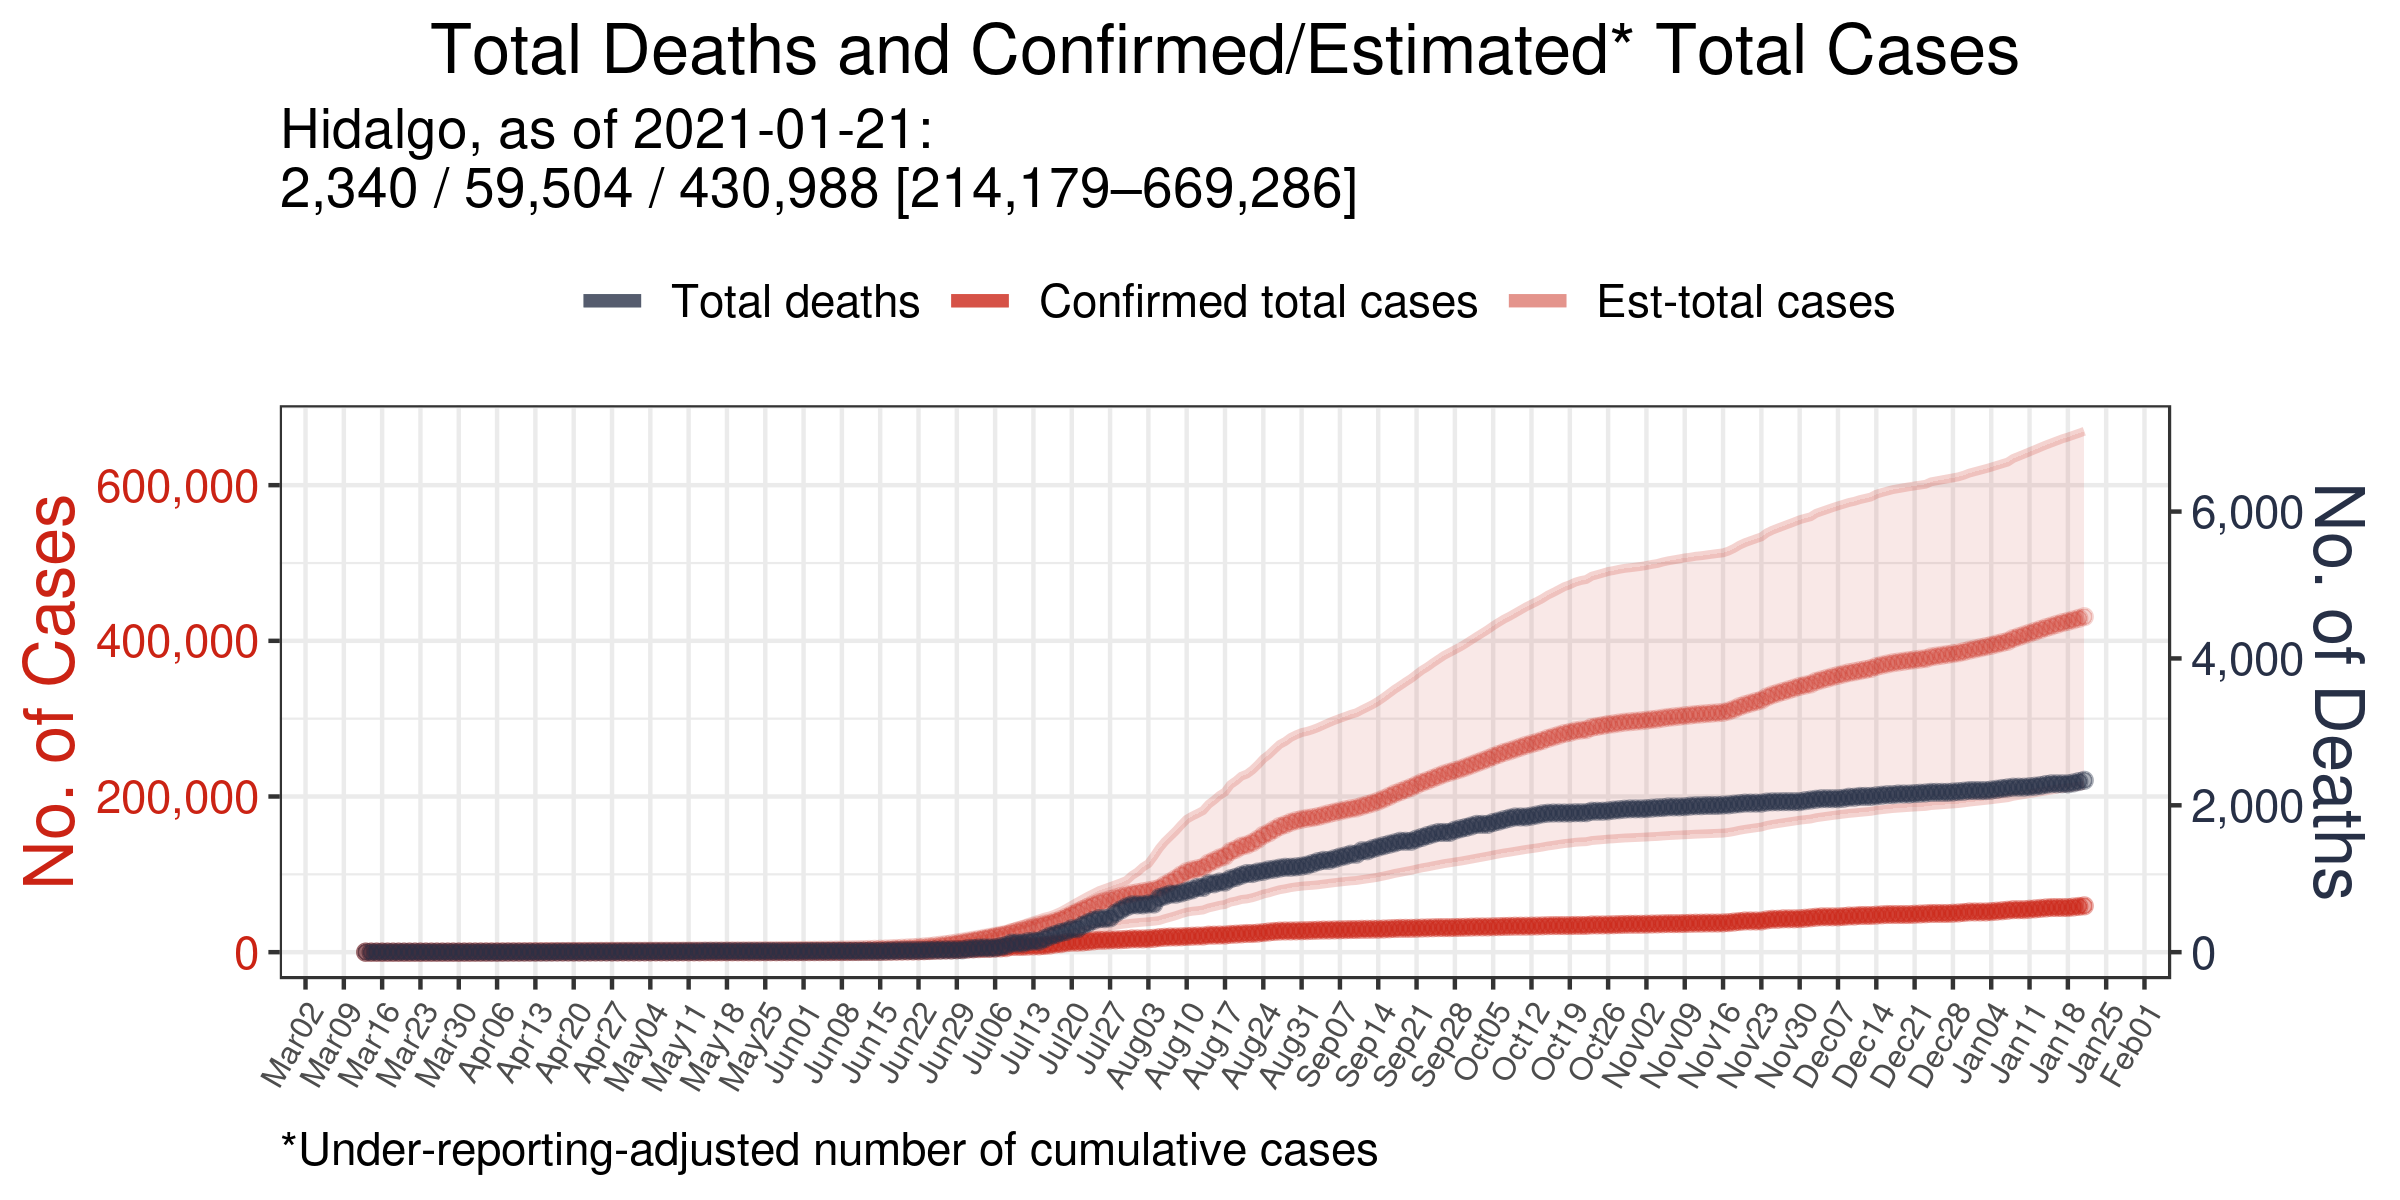 Total Deaths and Confirmed/Estimated* Total Cases
Hidalgo, as of 2021-01-21:
2,340 / 59,504 / 430,988 [214,179–669,286]
Total deaths
Confirmed total cases
Est-total cases
No. of Cases
600,000
400,000
200,000
0
6,000
4,000
2,000
0
No. of Deaths
Mar02
Mar09
Mar16
Mar23
Mar30
Apr06
Apr13
Apr20
Apr27
May04
May11
May18
May25
Jun01
Jun08
Jun15
Jun22
Jun29
Jul06
Jul13
Jul20
Jul27
Aug03
Aug10
Aug17
Aug24
Aug31
Sep07
Sep14
Sep21
Sep28
Oct05
Oct12
Oct19
Oct26
Nov02
Nov09
Nov16
Nov23
Nov30
Dec07
Dec14
Dec21
Dec28
Jan04
Jan11
Jan18
Jan25
Feb01
*Under-reporting-adjusted number of cumulative cases